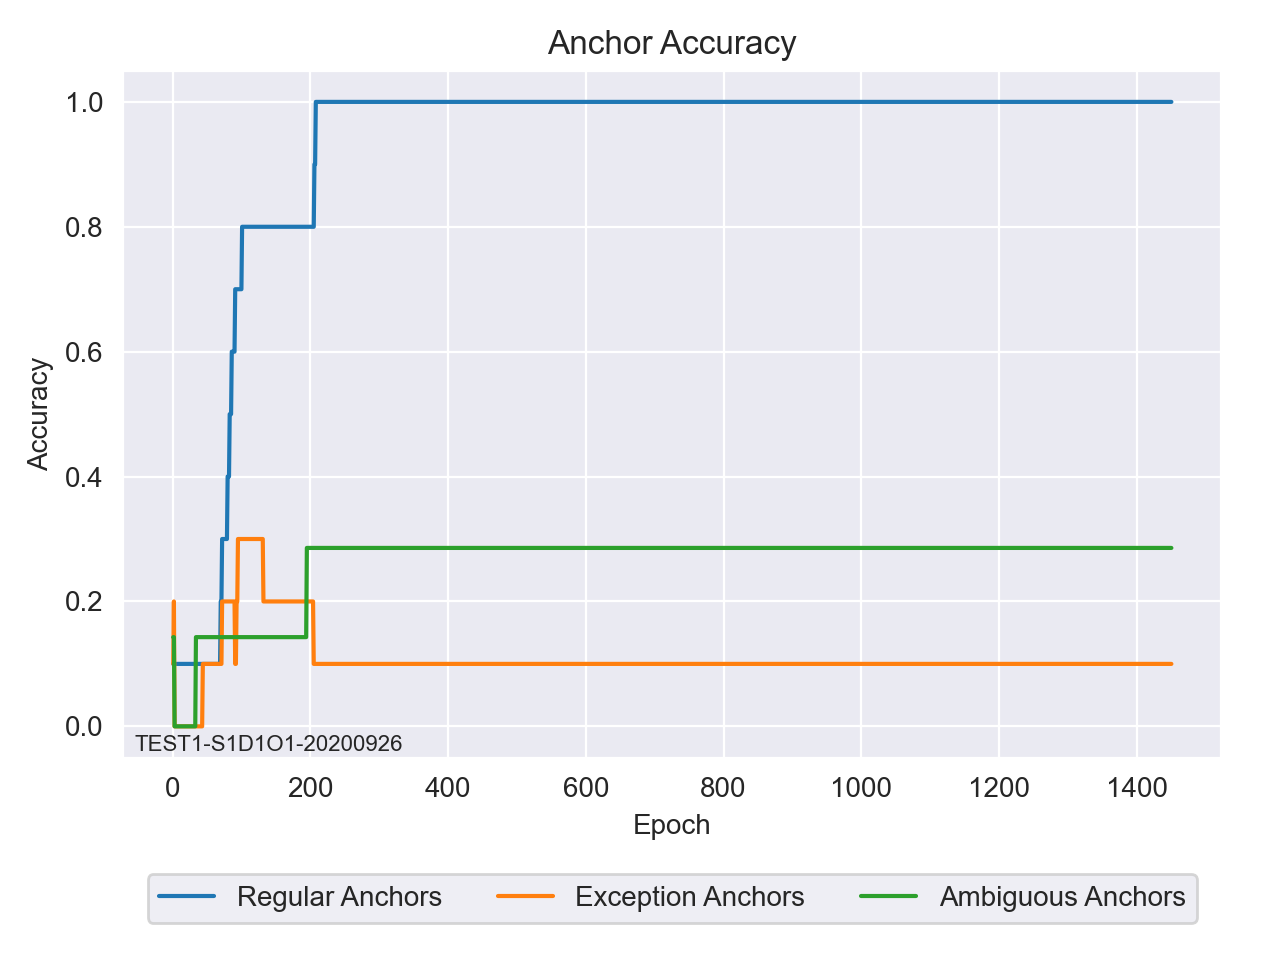 Anchor Accuracy
1.0
0.8
0.6
0.4
0.2
0.0
Accuracy
TEST1-S1D1O1-20200926
0 200 400 600 800 1000 1200 1400
Epoch
Regular Anchors Exception Anchors Ambiguous Anchors